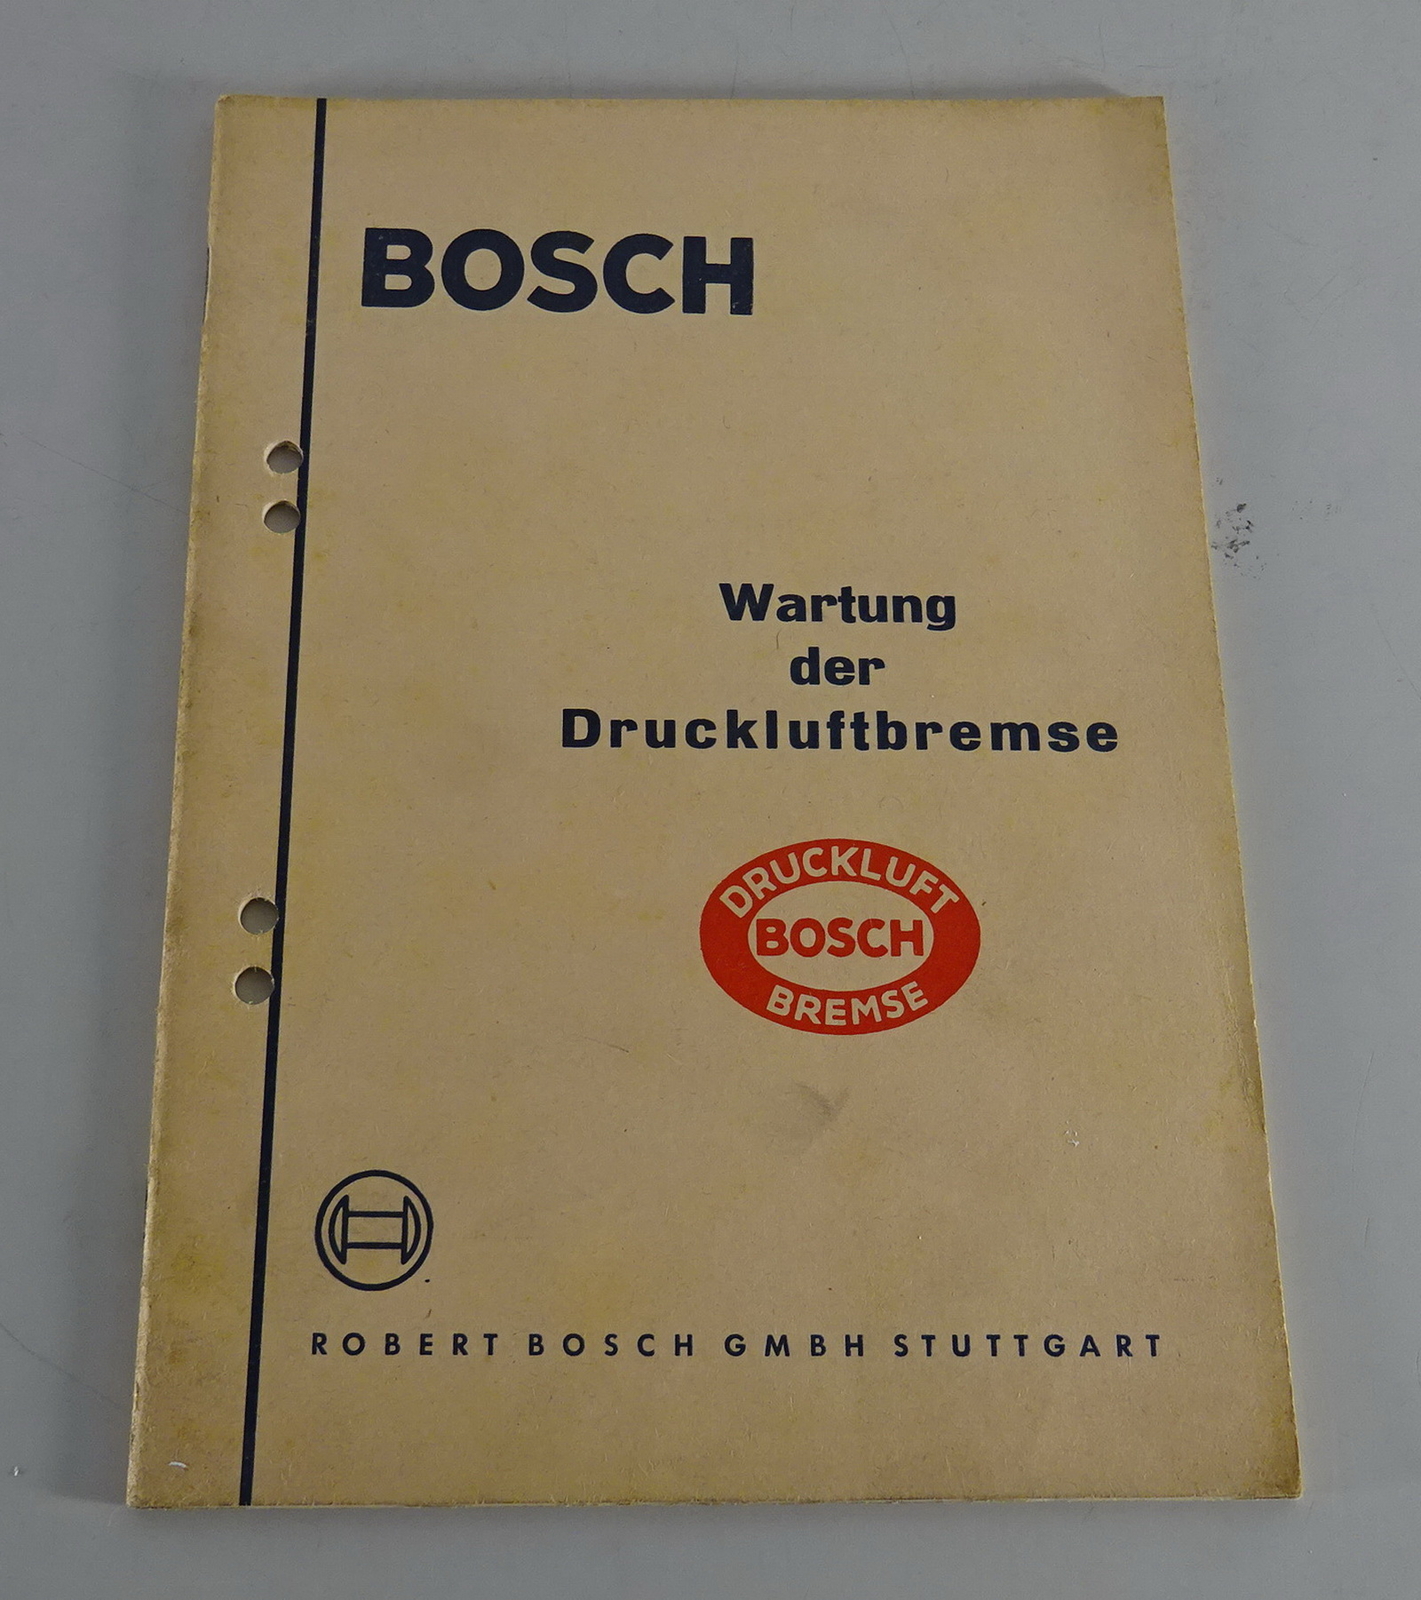 BOSCH
Wartung
der
Druckluftbremse
DRUCKLUFT
BOSCH
BREMSE
ROBERT BOSCH GMBH STUTTGART